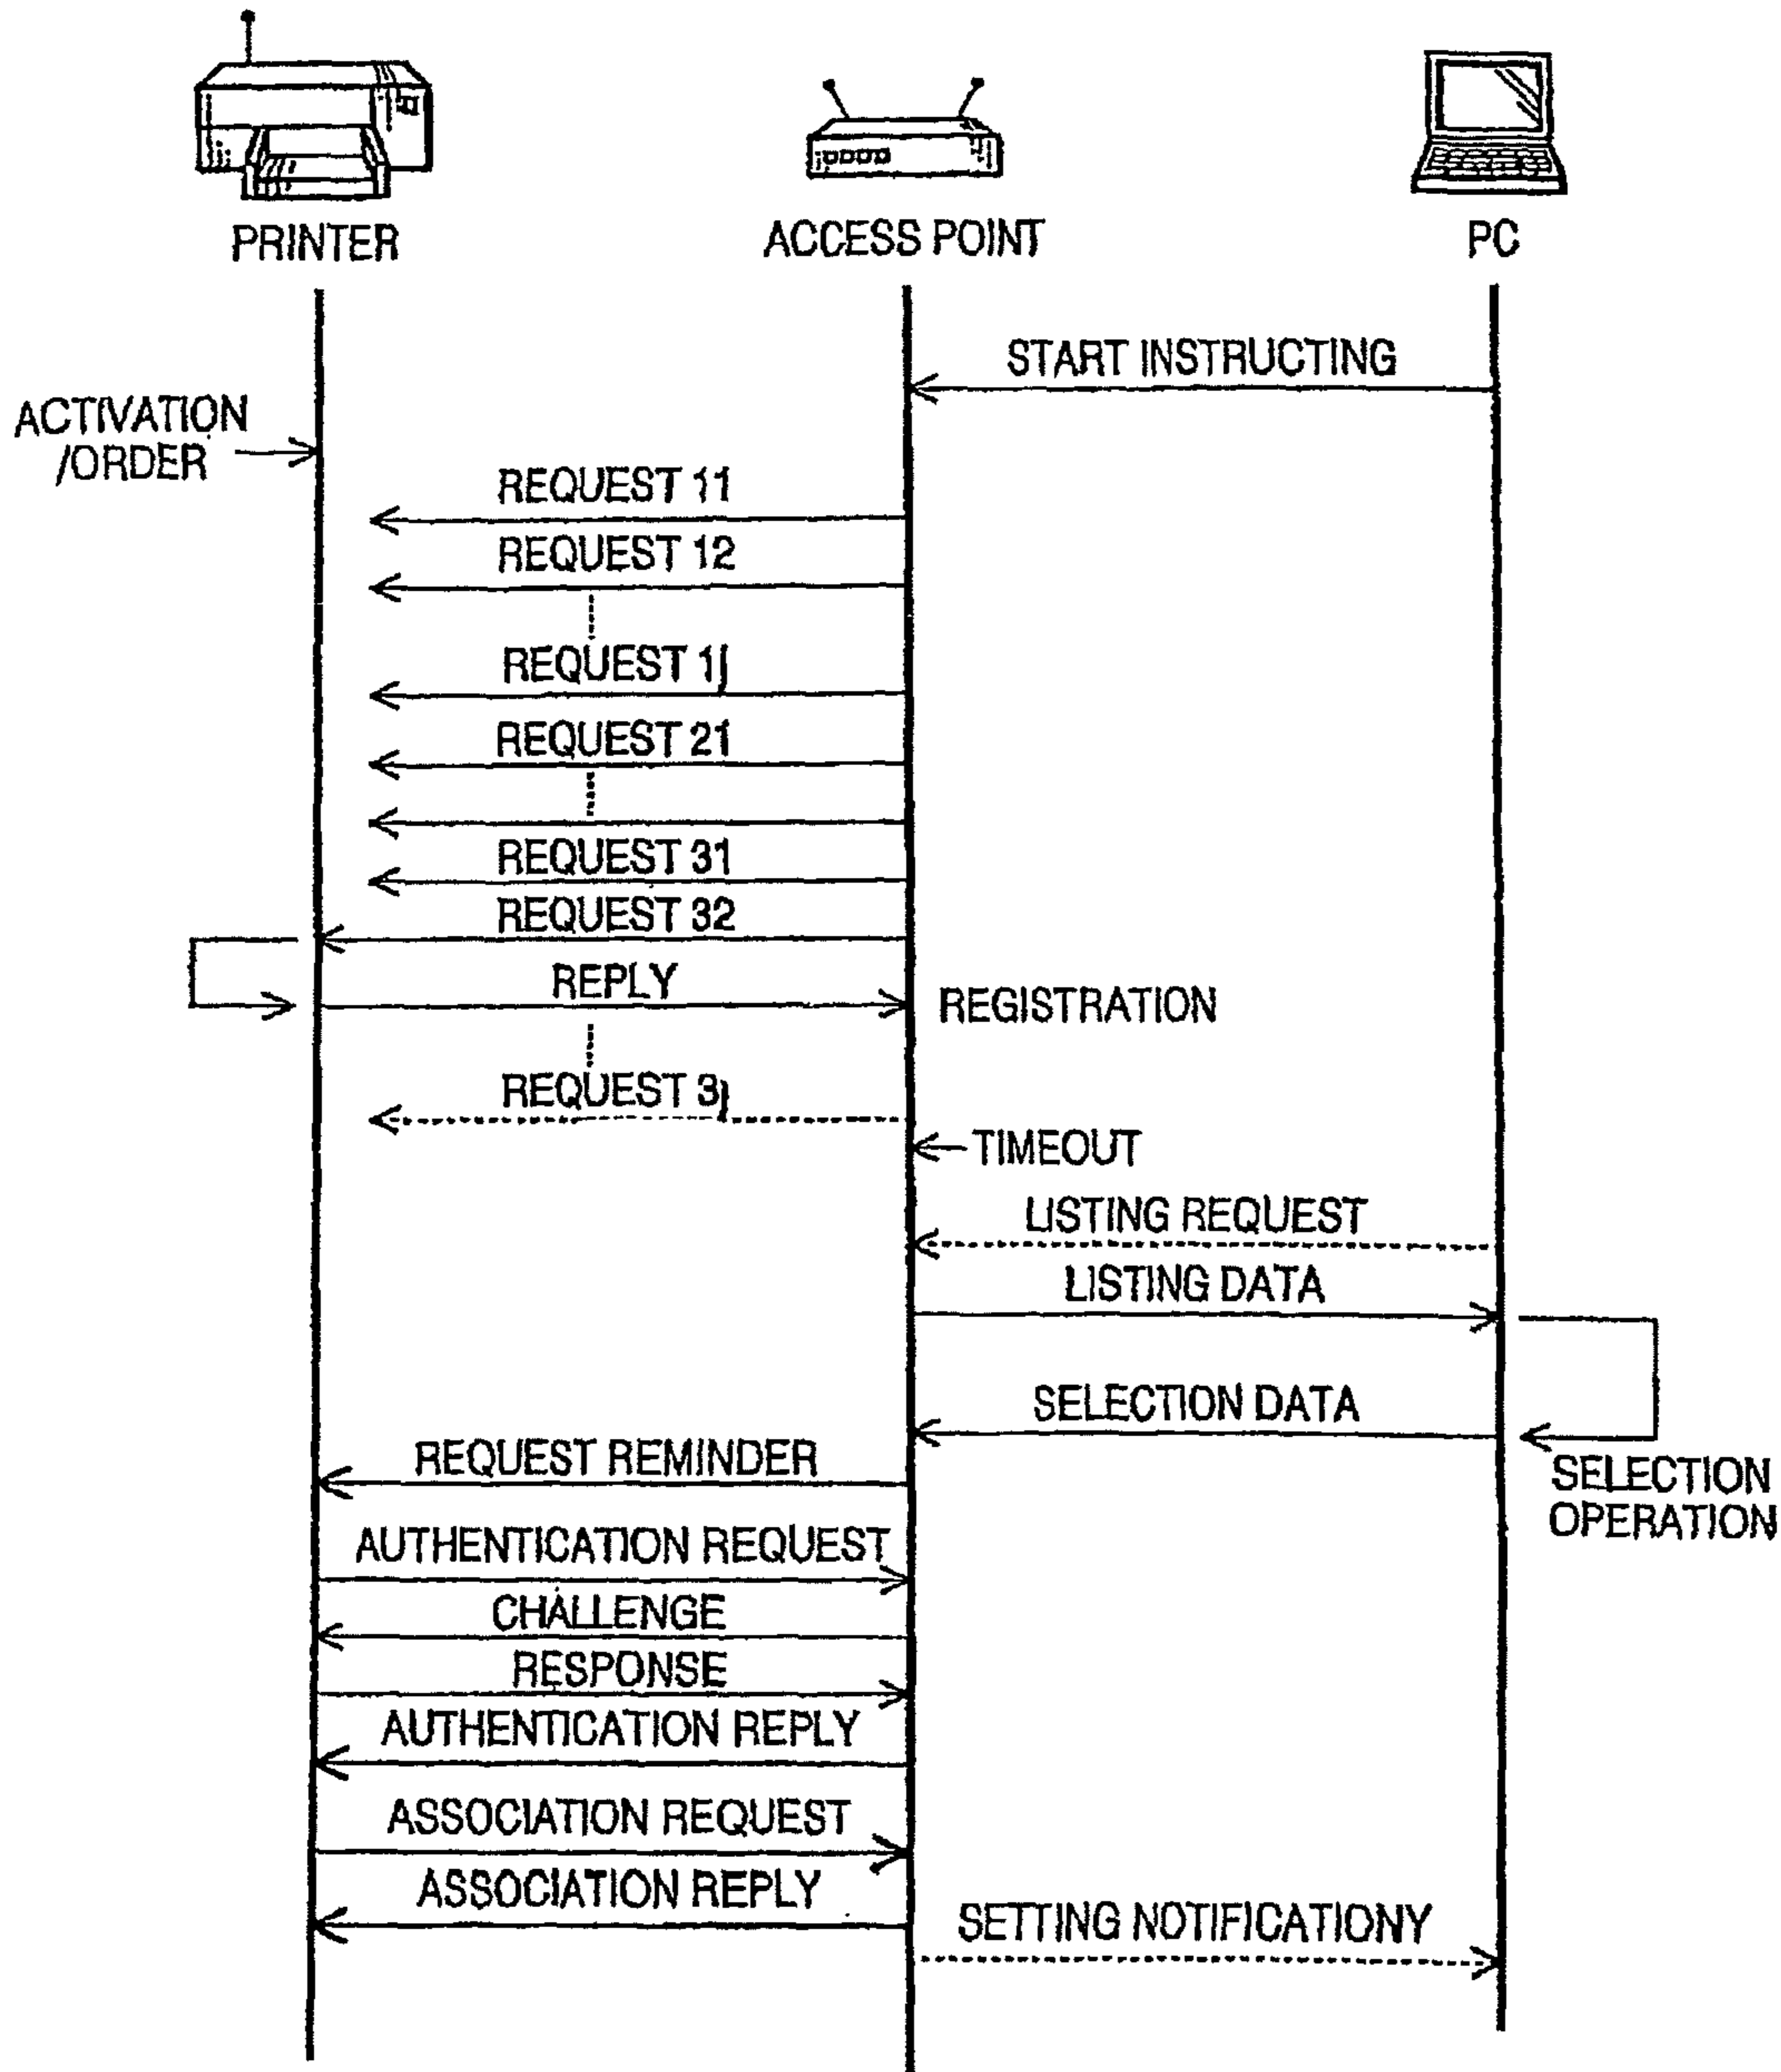 PRINTER
ACCESS POINT
PC
START INSTRUCTING
ACTIVATION
/ORDER
REQUEST 11
REQUEST 12
REQUEST 1j
REQUEST 21
REQUEST 31
REQUEST 32
REPLY
REGISTRATION
REQUEST 3j
TIMEOUT
LISTING REQUEST
LISTING DATA
SELECTION DATA
REQUEST REMINDER
SELECTION
OPERATION
AUTHENTICATION REQUEST
CHALLENGE
RESPONSE
AUTHENTICATION REPLY
ASSOCIATION REQUEST
ASSOCIATION REPLY
SETTING NOTIFICATIONY